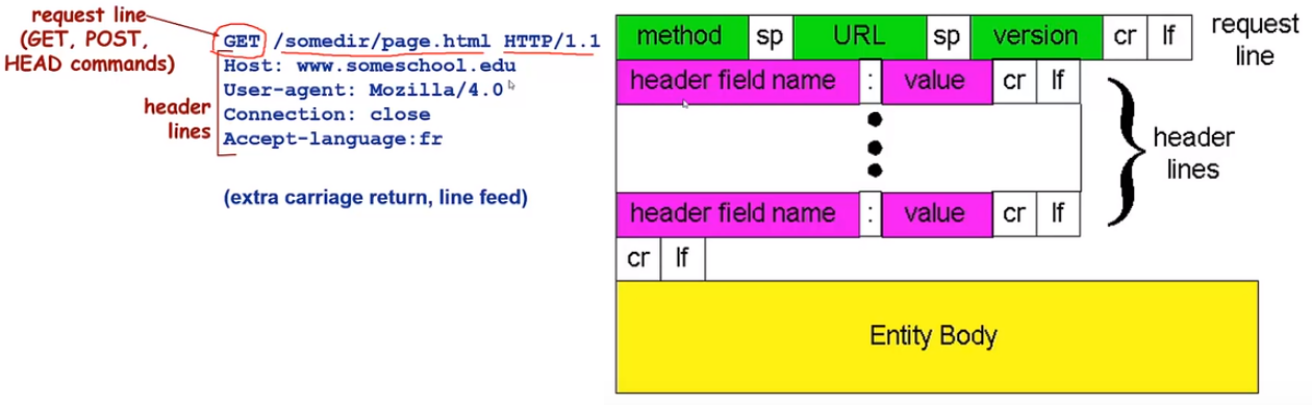 request line
(GET, POST,
HEAD commands)
header
lines
GET /somedir/page.html HTTP/1.1
Host: www.someschool.edu
User-agent: Mozilla/4.0
Connection: close
Accept-language:fr
(extra carriage return, line feed)
method sp URL sp version cr lf
request
line
header field name : value cr lf
header
lines
header field name : value cr lf
cr lf
Entity Body